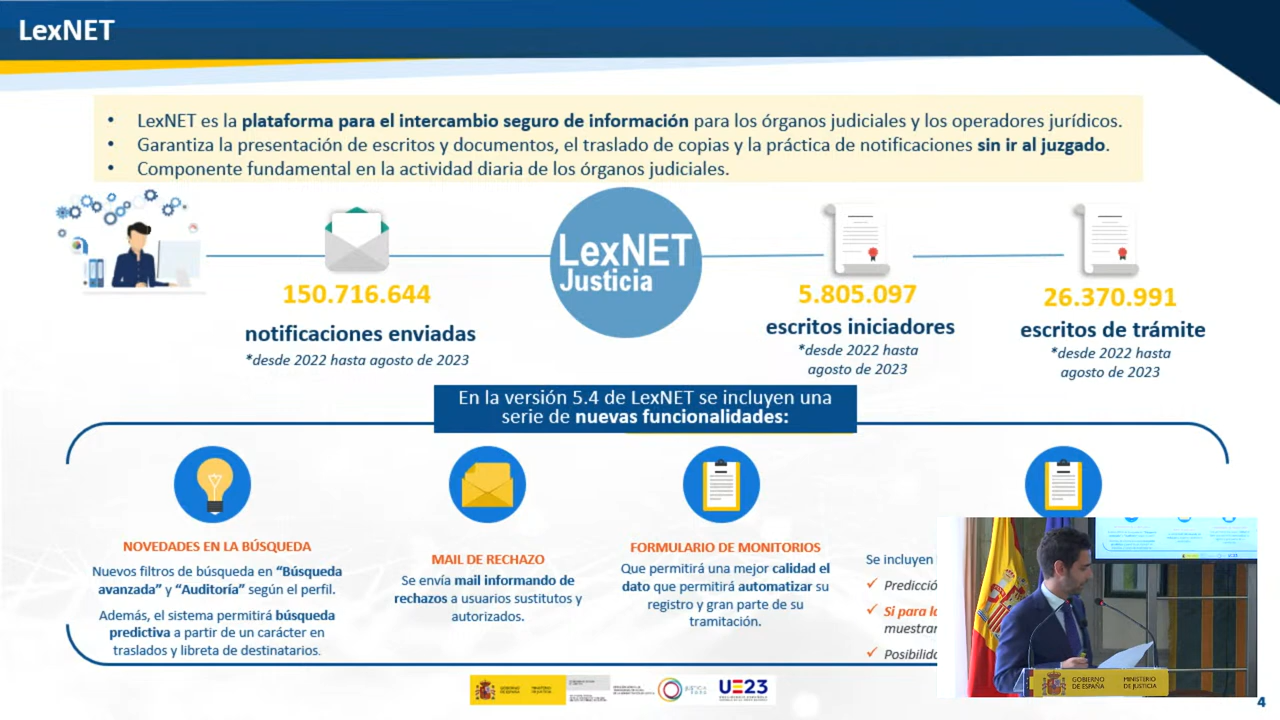 LexNET
• LexNET es la plataforma para el intercambio seguro de información para los órganos judiciales y los operadores jurídicos.
• Garantiza la presentación de escritos y documentos, el traslado de copias y la práctica de notificaciones sin ir al juzgado.
• Componente fundamental en la actividad diaria de los órganos judiciales.
LexNET
Justicia
150.716.644
notificaciones enviadas
*desde 2022 hasta agosto de 2023
5.805.097
escritos iniciadores
*desde 2022 hasta
agosto de 2023
26.370.991
escritos de trámite
*desde 2022 hasta
agosto de 2023
En la versión 5.4 de LexNET se incluyen una
serie de nuevas funcionalidades:
NOVEDADES EN LA BÚSQUEDA
Nuevos filtros de búsqueda en “Búsqueda
avanzada” y “Auditoría” según el perfil.
Además, el sistema permitirá búsqueda
predictiva a partir de un carácter en
traslados y libreta de destinatarios.
MAIL DE RECHAZO
Se envía mail informando de
rechazos a usuarios sustitutos y
autorizados.
FORMULARIO DE MONITORIOS
Que permitirá una mejor calidad el
dato que permitirá automatizar su
registro y gran parte de su
tramitación.
Se incluyen
✓ Predicció
✓ Si para la
muestrar
✓ Posibilida
GOBIERNO
DE ESPAÑA
MINISTERIO
DE JUSTICIA
UE23
GOBIERNO
DE ESPAÑA
MINISTERIO
DE JUSTICIA
4